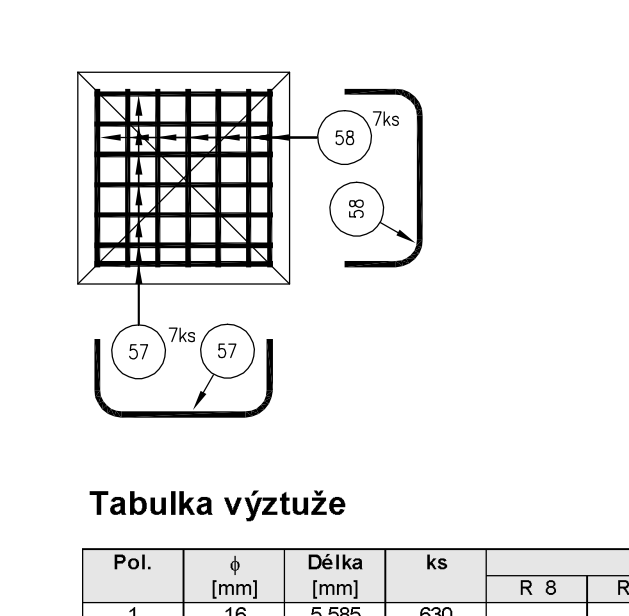 7ks
58
58
7ks
57
57
Tabulka výztuže
Pol. ϕ Délka ks
[mm] [mm] R 8 R
1 16 5 585 630